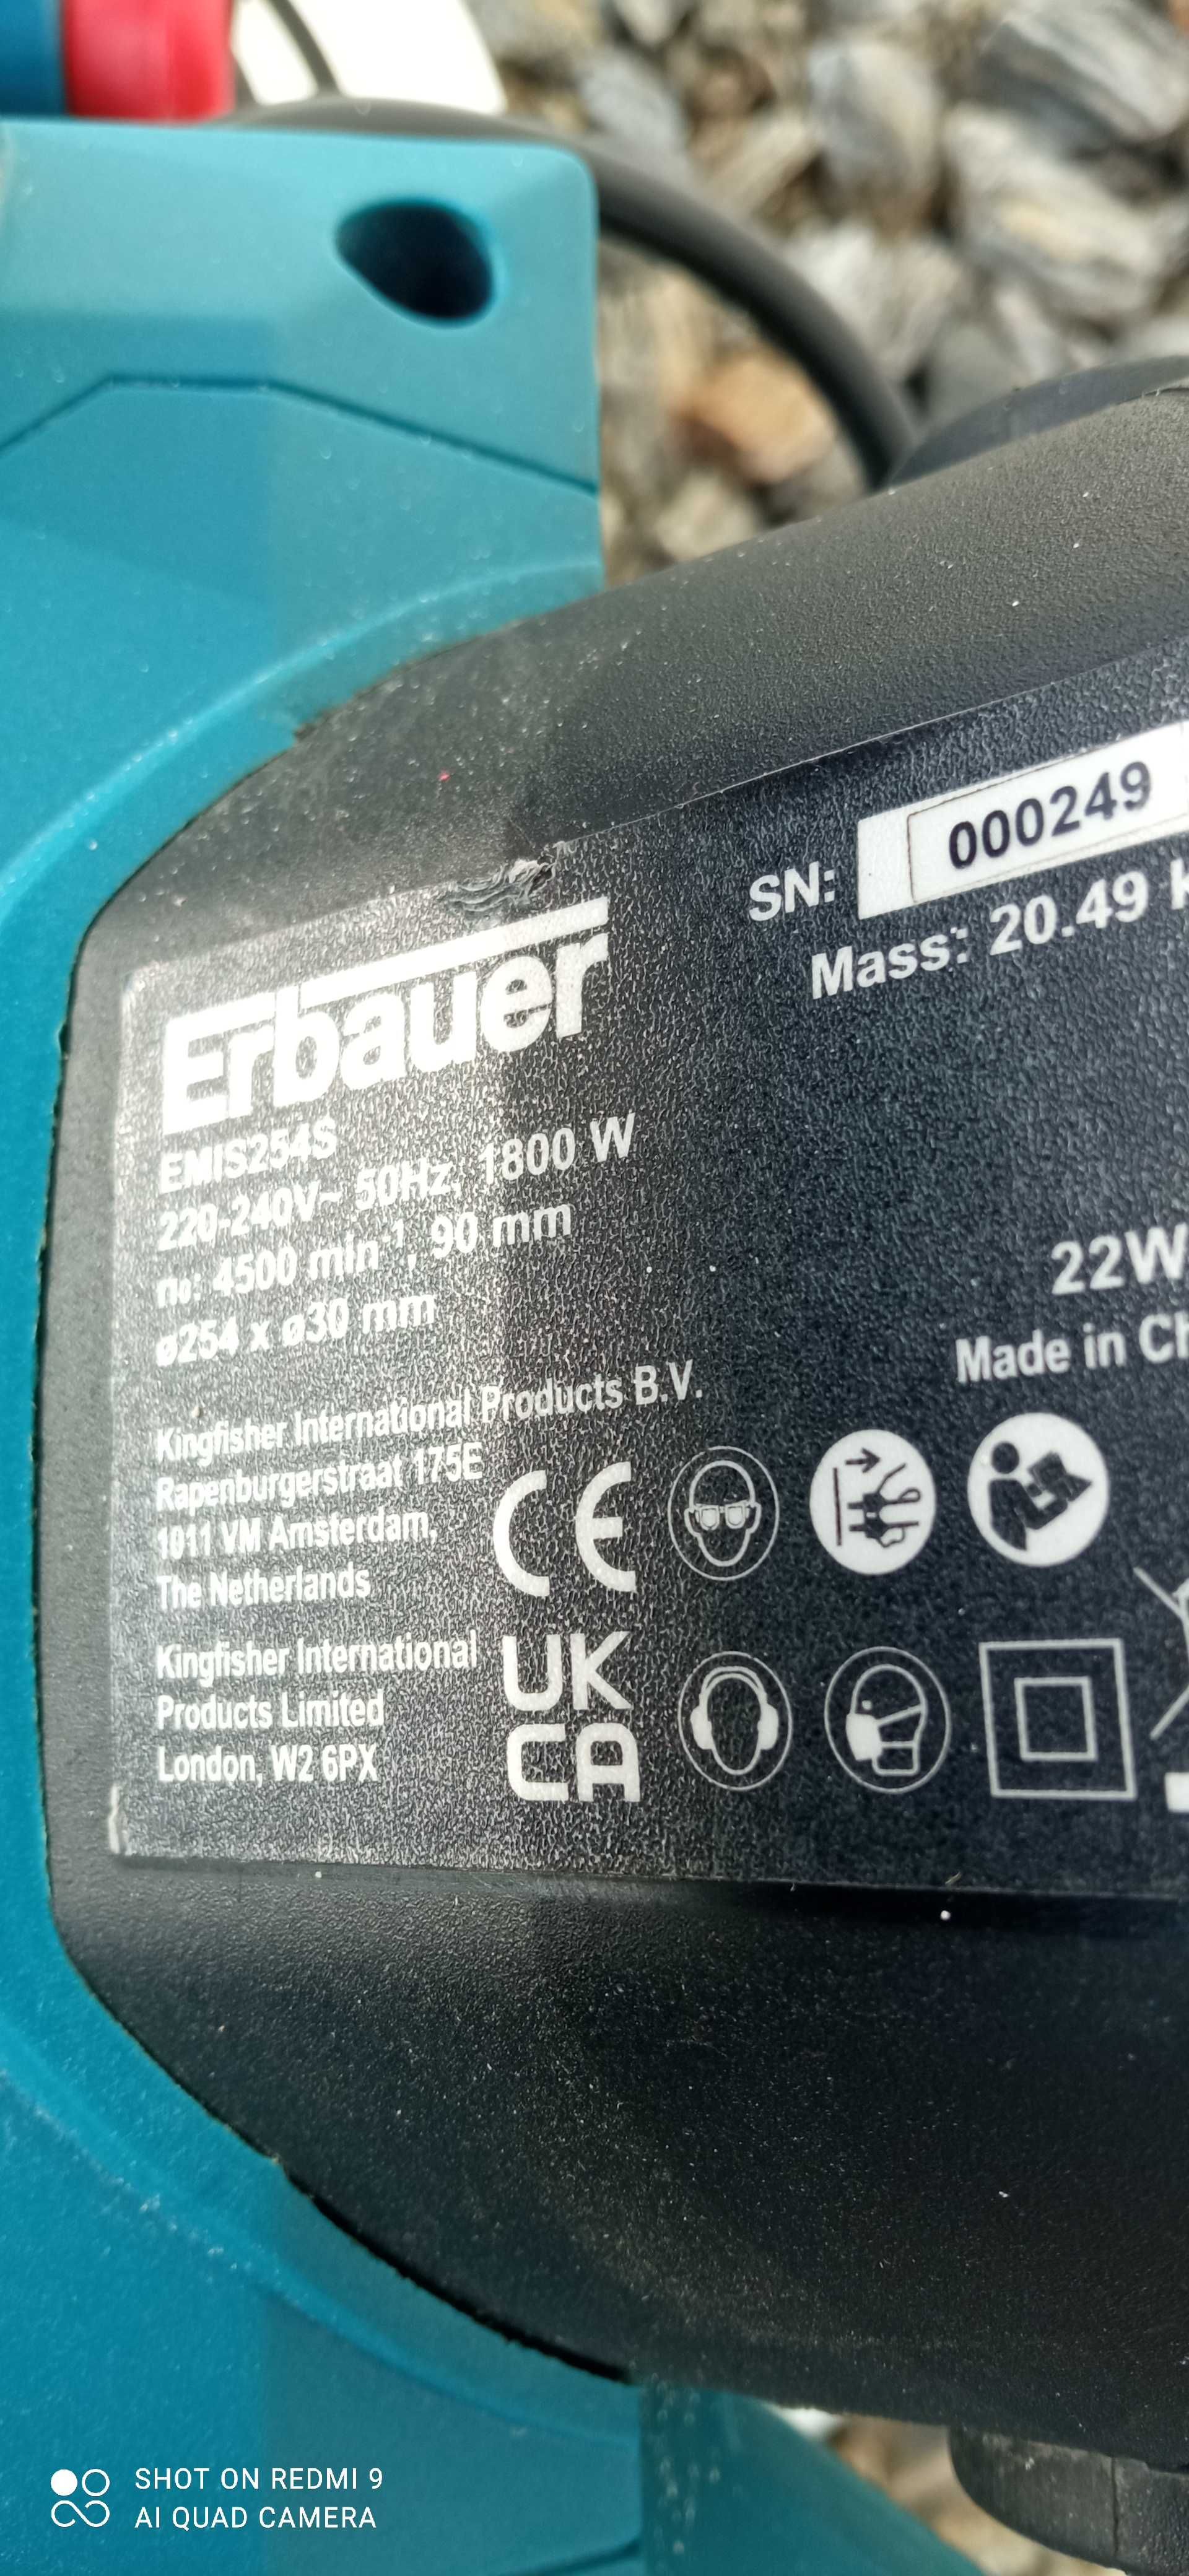 SN: 000249
Mass: 20.49
Erbauer
EMIS254S
220-240V~ 50Hz, 1800 W
n₀: 4500 min⁻¹, 90 mm
ø254 x ø30 mm
22W
Made in
Kingfisher International Products B.V.
Rapenburgerstraat 175E
1011 VM Amsterdam,
The Netherlands
CE
Kingfisher International
Products Limited
London, W2 6PX
UK
CA
SHOT ON REDMI 9
AI QUAD CAMERA